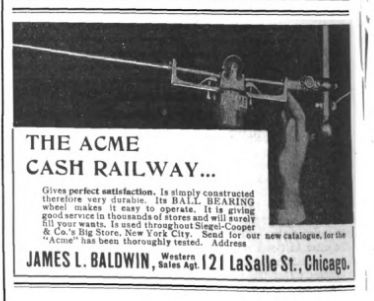 THE ACME
CASH RAILWAY...
Gives perfect satisfaction. Is simply constructed
therefore very durable. Its BALL BEARING
wheel makes it easy to operate. It is giving
good service in thousands of stores and will surely
fill your wants. Is used throughout Siegel-Cooper
& Co.'s Big Store, New York City. Send for our new catalogue, for the
"Acme" has been thoroughly tested. Address
JAMES L. BALDWIN, Western Sales Agt. 121 LaSalle St., Chicago.